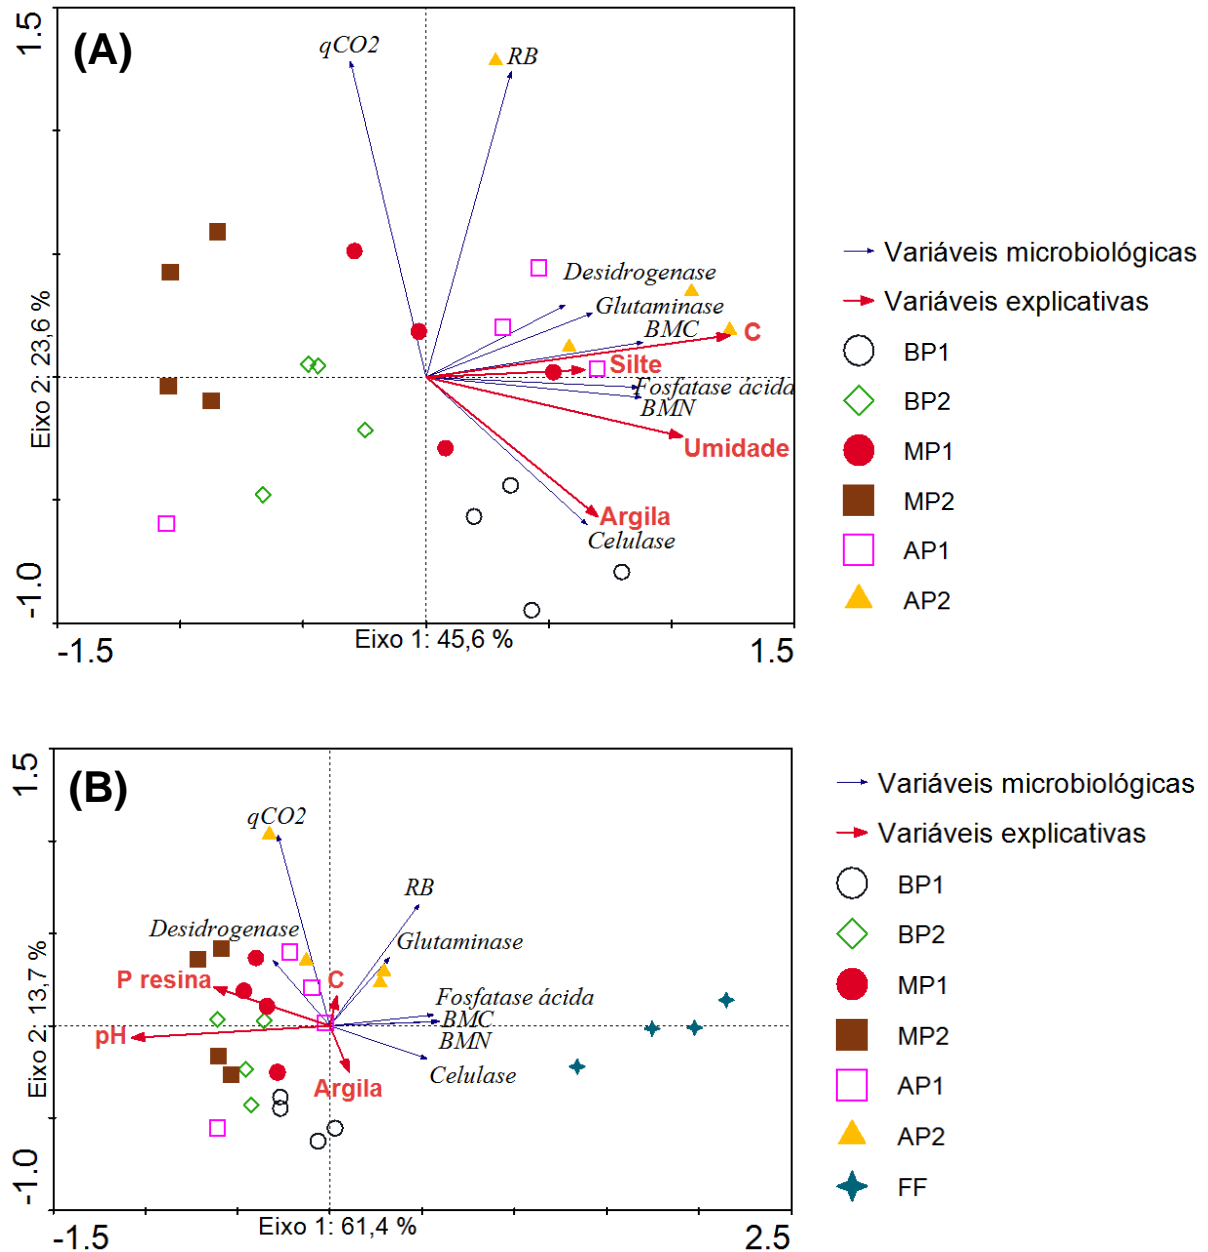 (A)
1.5
qCO2
RB
Desidrogenase
Glutaminase
BMC
C
Silte
Fosfatase ácida
BMN
Umidade
Argila
Celulase
Eixo 2: 23,6 %
-1.0
-1.5
Eixo 1: 45,6 %
1.5
Variáveis microbiológicas
Variáveis explicativas
BP1
BP2
MP1
MP2
AP1
AP2
(B)
1.5
qCO2
RB
Desidrogenase
Glutaminase
P resina
C
Fosfatase ácida
BMC
pH
BMN
Celulase
Argila
Eixo 2: 13,7 %
-1.0
-1.5
Eixo 1: 61,4 %
2.5
Variáveis microbiológicas
Variáveis explicativas
BP1
BP2
MP1
MP2
AP1
AP2
FF